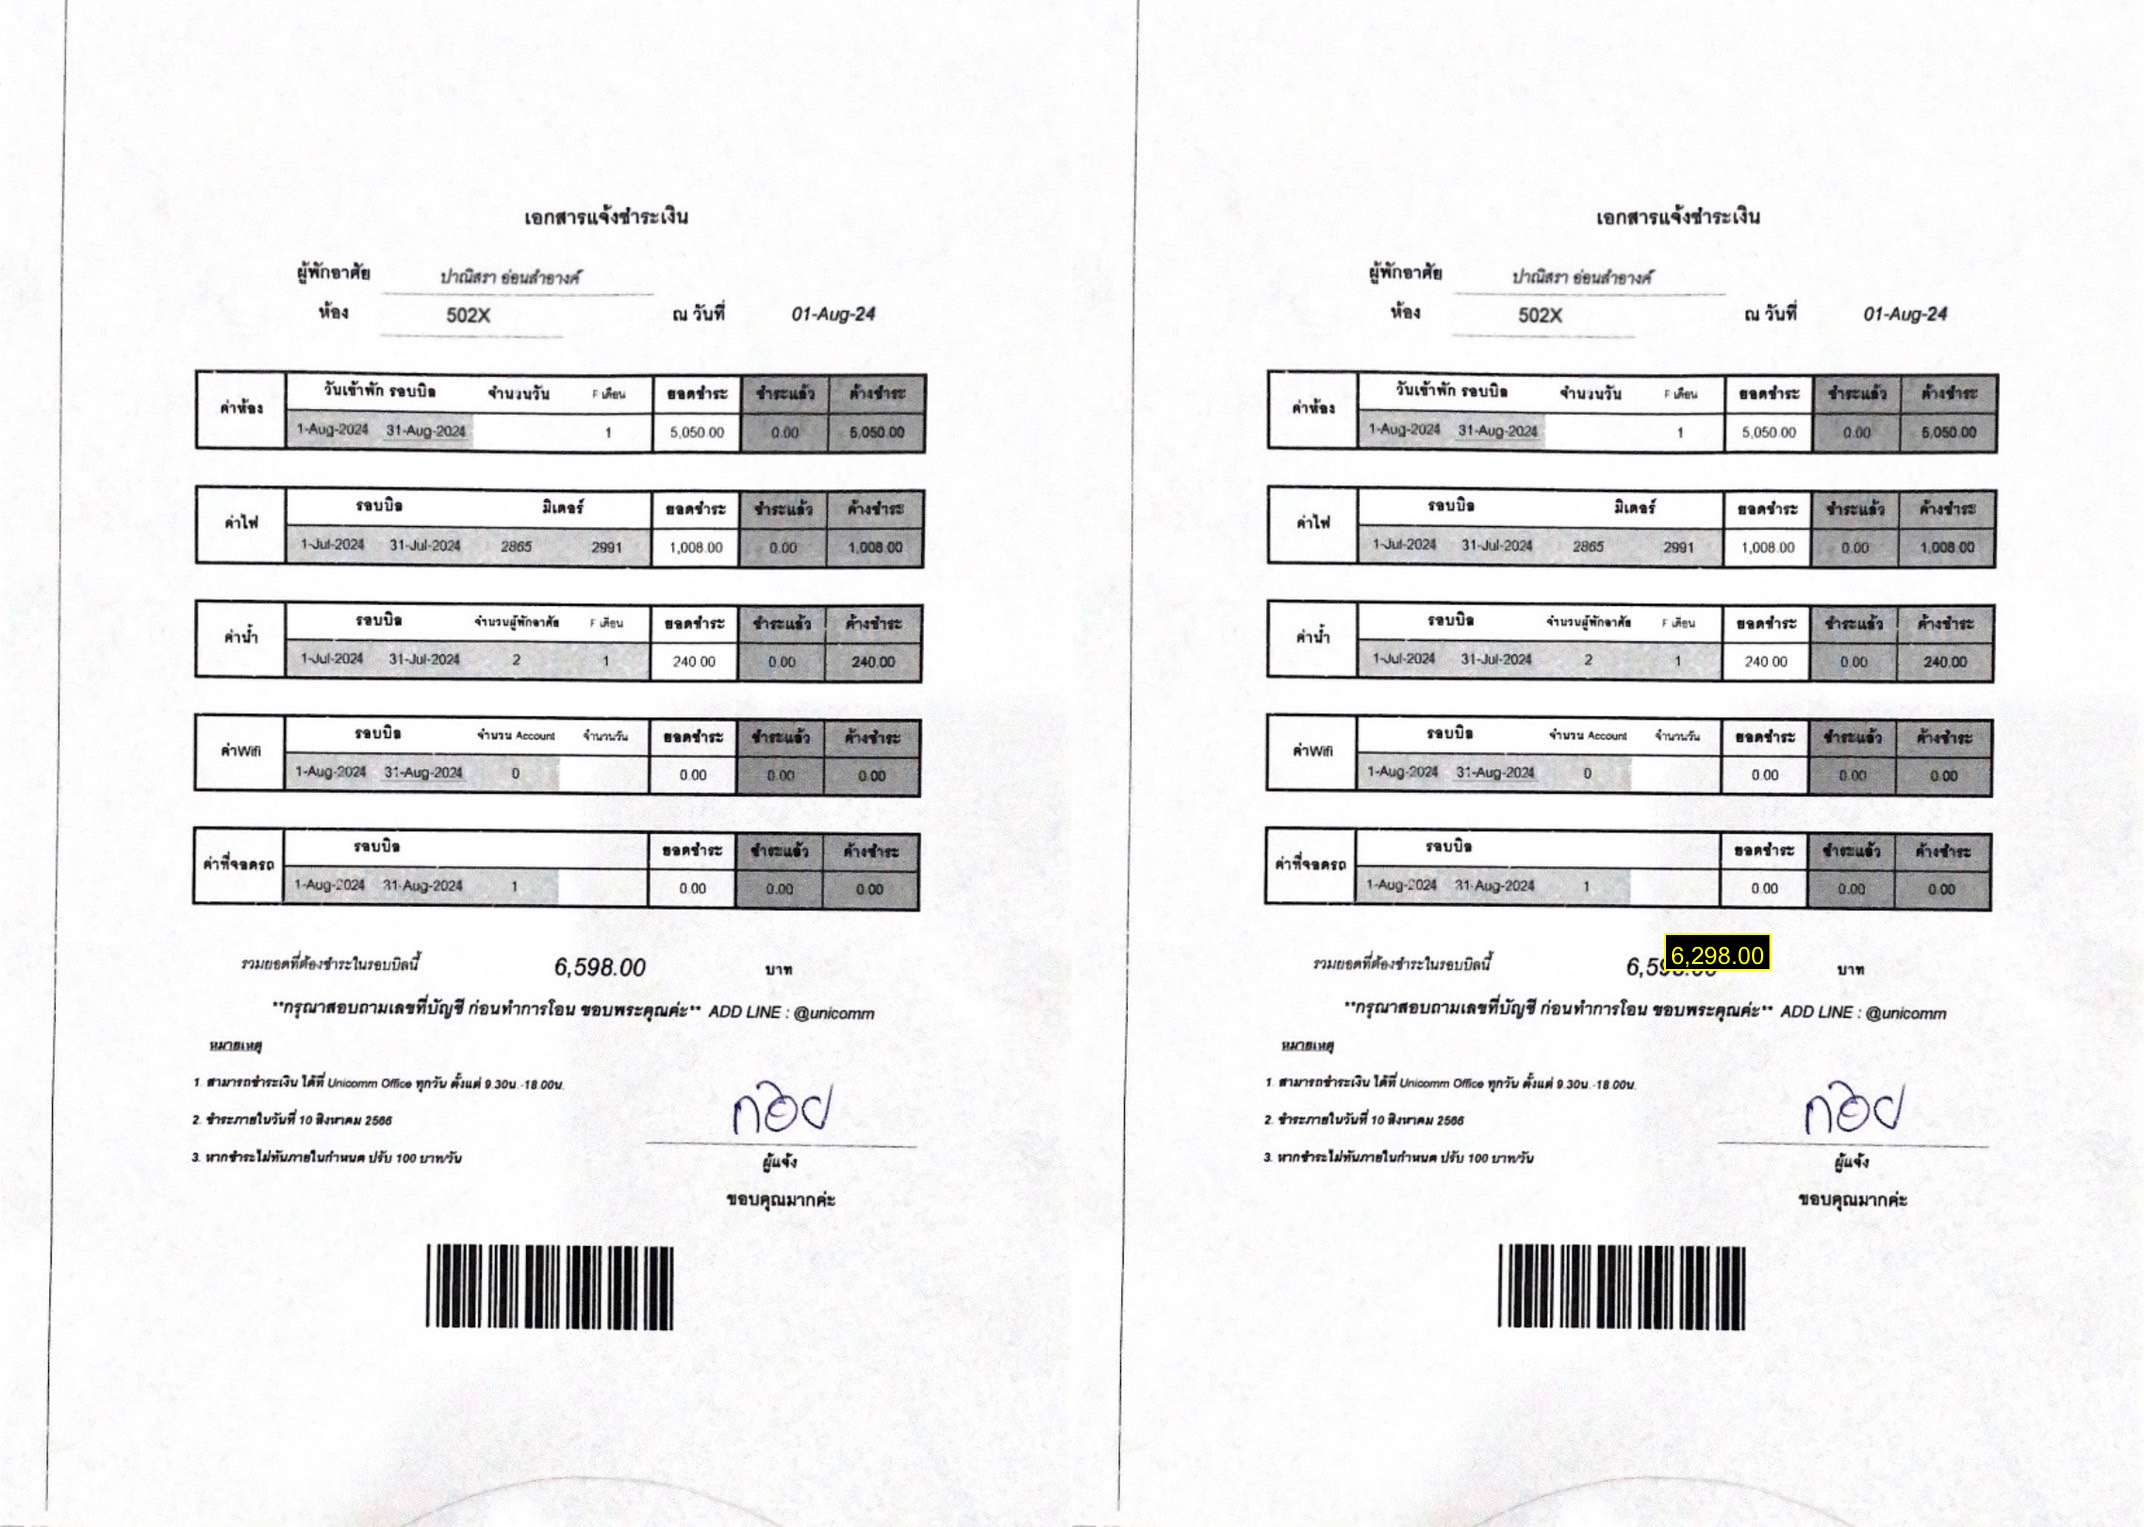 เอกสารแจ้งชำระเงิน
ผู้พักอาศัย ปาณิสรา อ่อนสำอางค์
ห้อง 502X ณ วันที่ 01-Aug-24
ค่าห้อง วันเข้าพัก รอบบิล จำนวนวัน F เดือน ยอดชำระ ชำระแล้ว ค้างชำระ
1-Aug-2024 31-Aug-2024 1 5,050.00 0.00 5,050.00
ค่าไฟ รอบบิล มิเตอร์ ยอดชำระ ชำระแล้ว ค้างชำระ
1-Jul-2024 31-Jul-2024 2865 2991 1,008.00 0.00 1,008.00
ค่าน้ำ รอบบิล จำนวนผู้พักอาศัย F เดือน ยอดชำระ ชำระแล้ว ค้างชำระ
1-Jul-2024 31-Jul-2024 2 1 240.00 0.00 240.00
ค่าWifi รอบบิล จำนวน Account จำนวนวัน ยอดชำระ ชำระแล้ว ค้างชำระ
1-Aug-2024 31-Aug-2024 0 0.00 0.00 0.00
ค่าที่จอดรถ รอบบิล ยอดชำระ ชำระแล้ว ค้างชำระ
1-Aug-2024 31-Aug-2024 1 0.00 0.00 0.00
รวมยอดที่ต้องชำระในรอบบิลนี้ 6,598.00 บาท
**กรุณาสอบถามเลขที่บัญชี ก่อนทำการโอน ขอบพระคุณค่ะ** ADD LINE : @unicomm
หมายเหตุ
1. สามารถชำระเงิน ได้ที่ Unicomm Office ทุกวัน ตั้งแต่ 9.30น.-18.00น.
2. ชำระภายในวันที่ 10 สิงหาคม 2566
3. หากชำระไม่ทันภายในกำหนด ปรับ 100 บาท/วัน
ก้อย
ผู้แจ้ง
ขอบคุณมากค่ะ
เอกสารแจ้งชำระเงิน
ผู้พักอาศัย ปาณิสรา อ่อนสำอางค์
ห้อง 502X ณ วันที่ 01-Aug-24
ค่าห้อง วันเข้าพัก รอบบิล จำนวนวัน F เดือน ยอดชำระ ชำระแล้ว ค้างชำระ
1-Aug-2024 31-Aug-2024 1 5,050.00 0.00 5,050.00
ค่าไฟ รอบบิล มิเตอร์ ยอดชำระ ชำระแล้ว ค้างชำระ
1-Jul-2024 31-Jul-2024 2865 2991 1,008.00 0.00 1,008.00
ค่าน้ำ รอบบิล จำนวนผู้พักอาศัย F เดือน ยอดชำระ ชำระแล้ว ค้างชำระ
1-Jul-2024 31-Jul-2024 2 1 240.00 0.00 240.00
ค่าWifi รอบบิล จำนวน Account จำนวนวัน ยอดชำระ ชำระแล้ว ค้างชำระ
1-Aug-2024 31-Aug-2024 0 0.00 0.00 0.00
ค่าที่จอดรถ รอบบิล ยอดชำระ ชำระแล้ว ค้างชำระ
1-Aug-2024 31-Aug-2024 1 0.00 0.00 0.00
รวมยอดที่ต้องชำระในรอบบิลนี้ 6,298.00 บาท
**กรุณาสอบถามเลขที่บัญชี ก่อนทำการโอน ขอบพระคุณค่ะ** ADD LINE : @unicomm
หมายเหตุ
1. สามารถชำระเงิน ได้ที่ Unicomm Office ทุกวัน ตั้งแต่ 9.30น.-18.00น.
2. ชำระภายในวันที่ 10 สิงหาคม 2566
3. หากชำระไม่ทันภายในกำหนด ปรับ 100 บาท/วัน
ก้อย
ผู้แจ้ง
ขอบคุณมากค่ะ